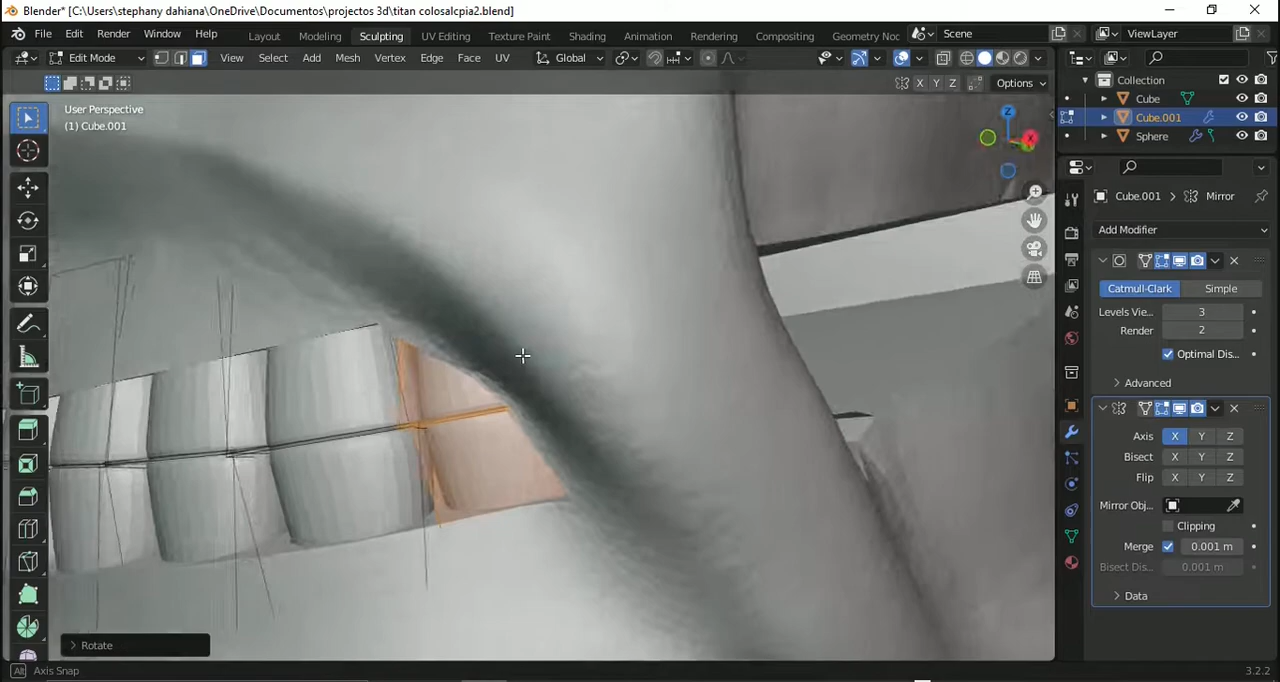 Blender* [C:\Users\stephany dahiana\OneDrive\Documentos\projectos 3d\titan colosalcpia2.blend]
File Edit Render Window Help Layout Modeling Sculpting UV Editing Texture Paint Shading Animation Rendering Compositing Geometry Noc Scene ViewLayer
Edit Mode View Select Add Mesh Vertex Edge Face UV Global
X Y Z Options
User Perspective
(1) Cube.001
Z
X
Collection
Cube
Cube.001
Sphere
Cube.001 > Mirror
Add Modifier
Catmull-Clark Simple
Levels Vie... 3
Render 2
Optimal Dis...
> Advanced
Axis X Y Z
Bisect X Y Z
Flip X Y Z
Mirror Obj...
Clipping
Merge 0.001 m
Bisect Dis... 0.001 m
> Data
> Rotate
Alt Axis Snap
3.2.2